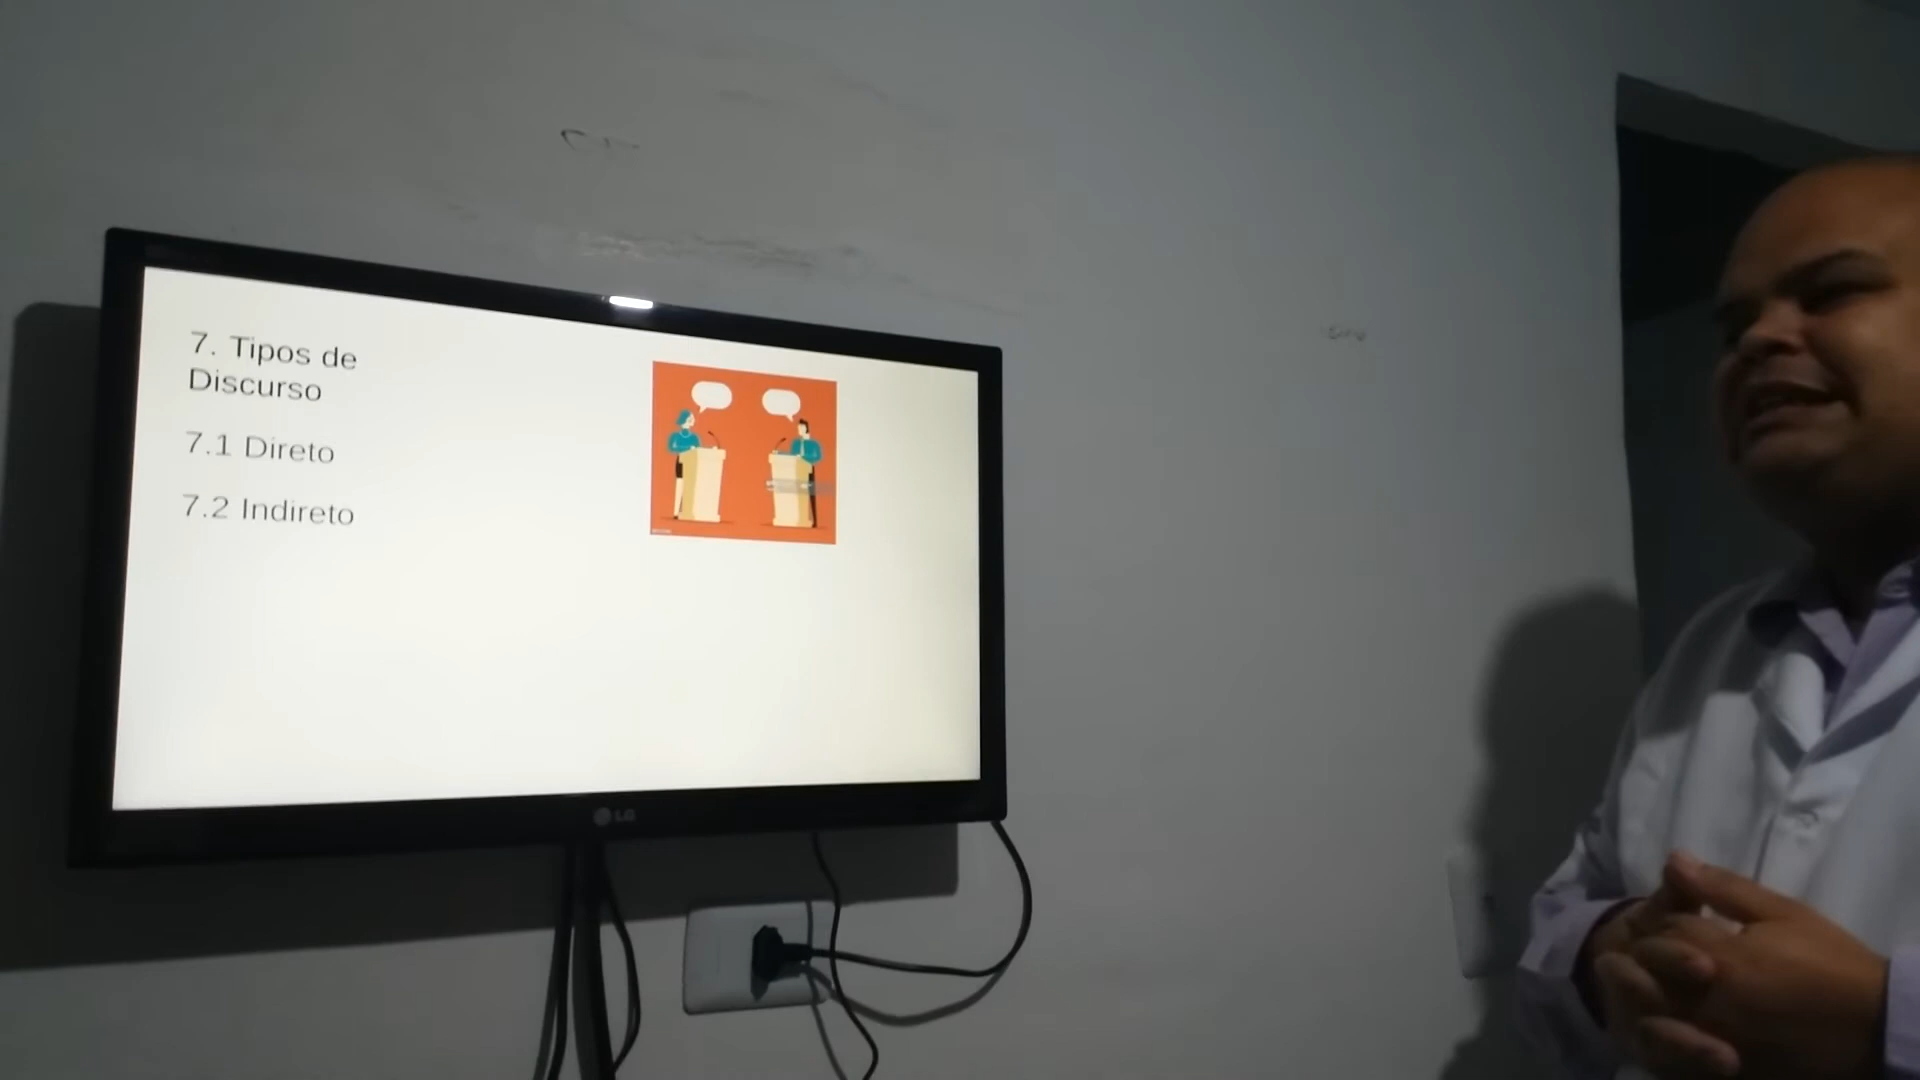 7. Tipos de
Discurso
7.1 Direto
7.2 Indireto
LG